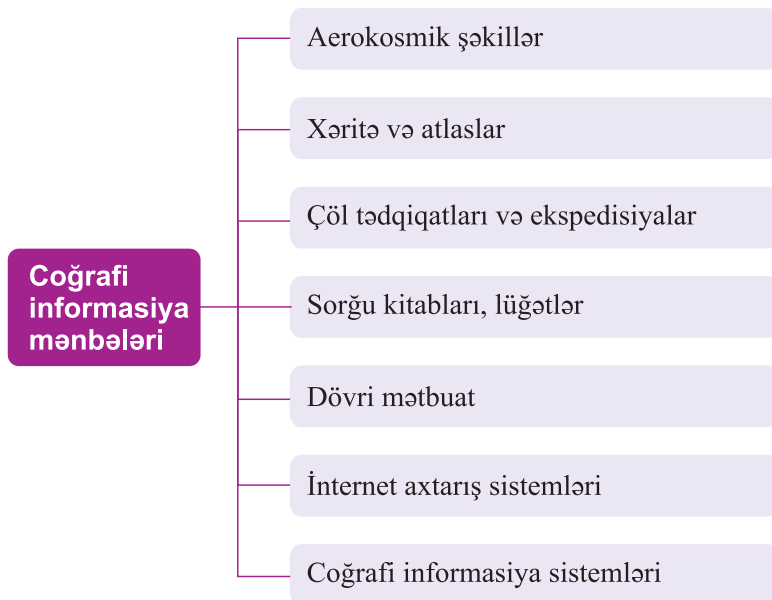 Aerokosmik şəkillər
Xəritə və atlaslar
Çöl tədqiqatları və ekspedisiyalar
Coğrafi
informasiya
mənbələri
Sorğu kitabları, lüğətlər
Dövri mətbuat
İnternet axtarış sistemləri
Coğrafi informasiya sistemləri